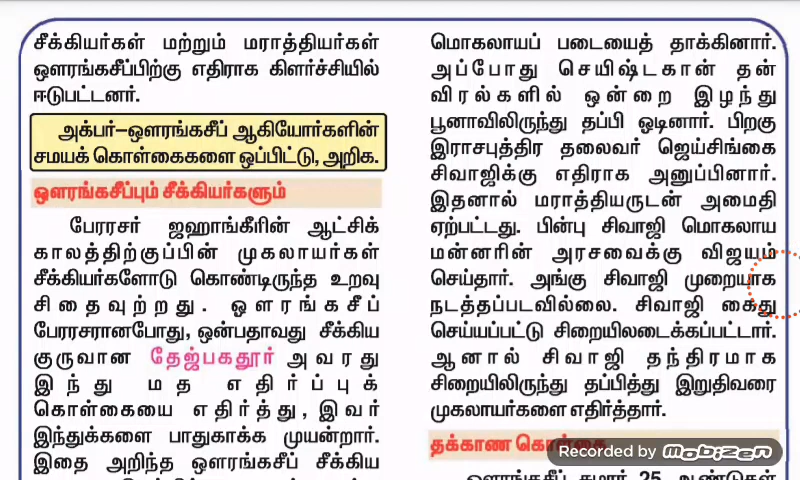 சீக்கியர்கள் மற்றும் மராத்தியர்கள்
ஔரங்கசீப்பிற்கு எதிராக கிளர்ச்சியில்
ஈடுபட்டனர்.
அக்பர்–ஔரங்கசீப் ஆகியோர்களின்
சமயக் கொள்கைகளை ஒப்பிட்டு, அறிக.
ஔரங்கசீப்பும் சீக்கியர்களும்
பேரரசர் ஜஹாங்கீரின் ஆட்சிக்
காலத்திற்குப்பின் முகலாயர்கள்
சீக்கியர்களோடு கொண்டிருந்த உறவு
சிதைவுற்றது. ஔரங்கசீப்
பேரரசரானபோது, ஒன்பதாவது சீக்கிய
குருவான தேஜ்பகதூர் அவரது
இந்து மத எதிர்ப்புக்
கொள்கையை எதிர்த்து, இவர்
இந்துக்களை பாதுகாக்க முயன்றார்.
இதை அறிந்த ஔரங்கசீப் சீக்கிய
மொகலாயப் படையைத் தாக்கினார்.
அப்போது செயிஷ்டகான் தன்
விரல்களில் ஒன்றை இழந்து
பூனாவிலிருந்து தப்பி ஓடினார். பிறகு
இராசபுத்திர தலைவர் ஜெய்சிங்கை
சிவாஜிக்கு எதிராக அனுப்பினார்.
இதனால் மராத்தியருடன் அமைதி
ஏற்பட்டது. பின்பு சிவாஜி மொகலாய
மன்னரின் அரசவைக்கு விஜயம்
செய்தார். அங்கு சிவாஜி முறையாக
நடத்தப்படவில்லை. சிவாஜி கைது
செய்யப்பட்டு சிறையிலடைக்கப்பட்டார்.
ஆனால் சிவாஜி தந்திரமாக
சிறையிலிருந்து தப்பித்து இறுதிவரை
முகலாயர்களை எதிர்த்தார்.
தக்காண கொள்கை
Recorded by mobizen
ஔரங்கசீப் சுமார் 25 ஆண்டுகள்